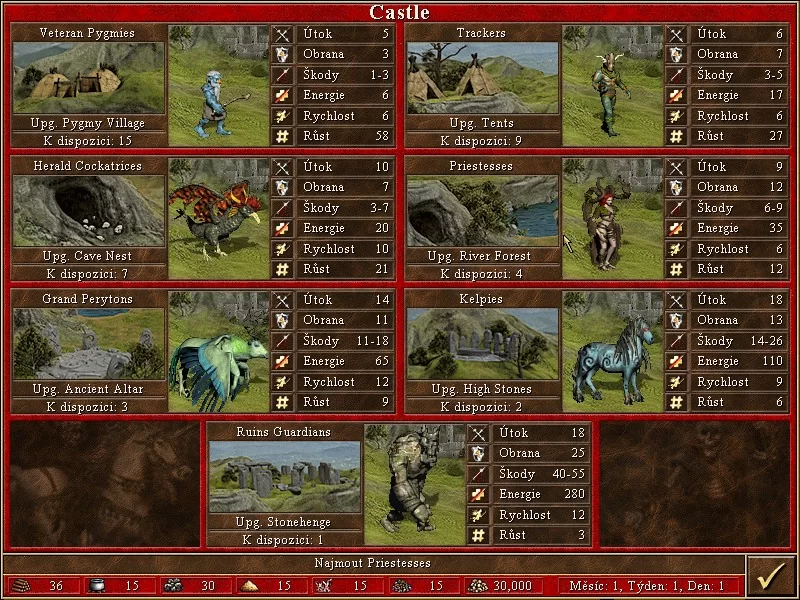 Castle
Veteran Pygmies
Upg. Pygmy Village
K dispozici: 15
Útok 5
Obrana 3
Škody 1-3
Energie 6
Rychlost 6
Růst 58
Trackers
Upg. Tents
K dispozici: 9
Útok 6
Obrana 7
Škody 3-5
Energie 17
Rychlost 6
Růst 27
Herald Cockatrices
Upg. Cave Nest
K dispozici: 7
Útok 10
Obrana 7
Škody 3-7
Energie 20
Rychlost 10
Růst 21
Priestesses
Upg. River Forest
K dispozici: 4
Útok 9
Obrana 12
Škody 6-9
Energie 35
Rychlost 6
Růst 12
Grand Perytons
Upg. Ancient Altar
K dispozici: 3
Útok 14
Obrana 11
Škody 11-18
Energie 65
Rychlost 12
Růst 9
Kelpies
Upg. High Stones
K dispozici: 2
Útok 18
Obrana 13
Škody 14-26
Energie 110
Rychlost 9
Růst 6
Ruins Guardians
Upg. Stonehenge
K dispozici: 1
Útok 18
Obrana 25
Škody 40-55
Energie 280
Rychlost 12
Růst 3
Najmout Priestesses
36 15 30 15 15 15 30,000 Měsíc: 1, Týden: 1, Den: 1